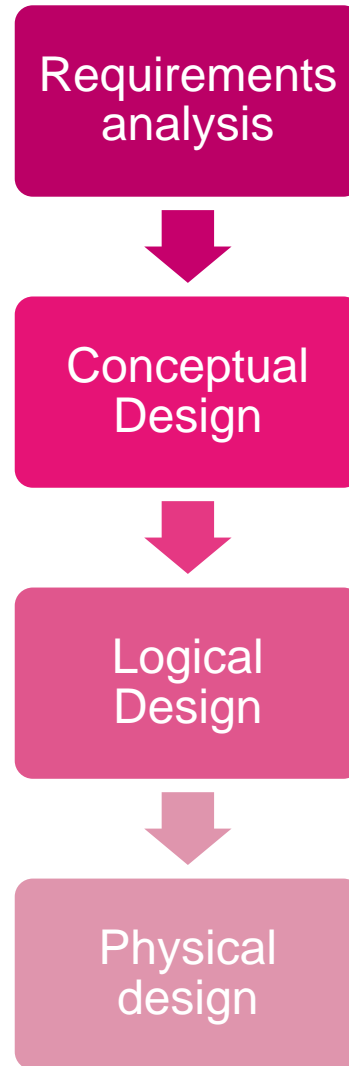 Requirements
analysis
Conceptual
Design
Logical
Design
Physical
design